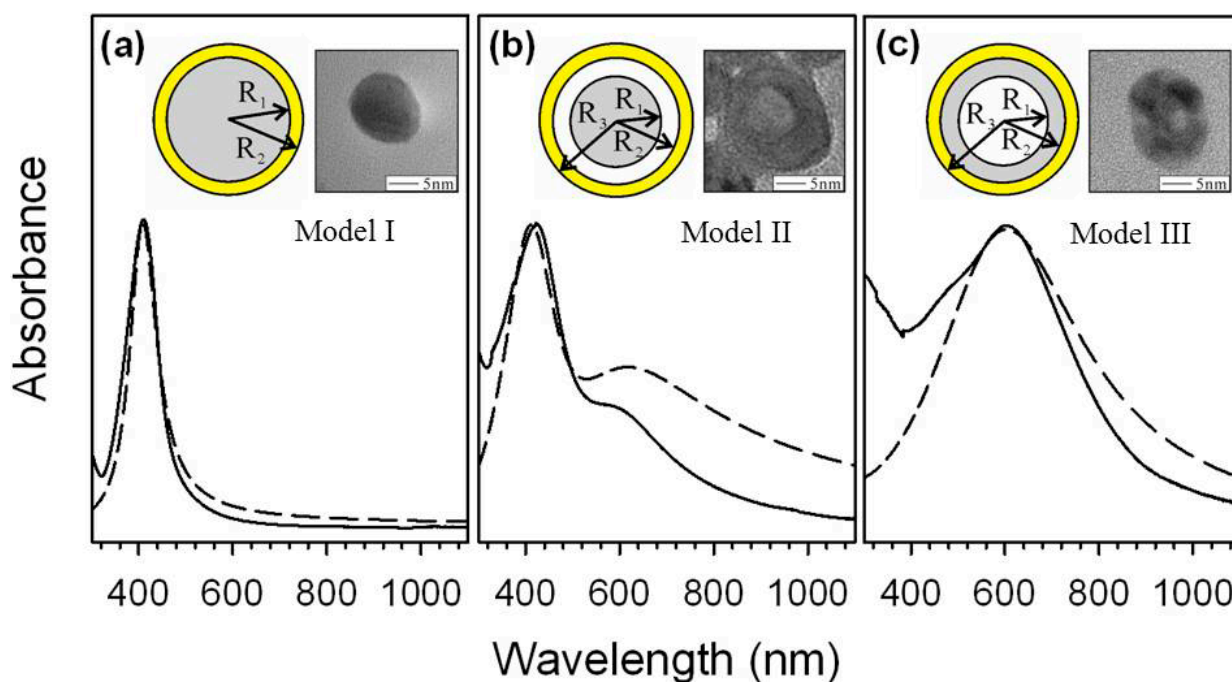 (a)
R1
R2
5nm
Model I
(b)
R1
R3
R2
5nm
Model II
(c)
R1
R3
R2
5nm
Model III
Absorbance
400 600 800 1000
400 600 800 1000
400 600 800 1000
Wavelength (nm)